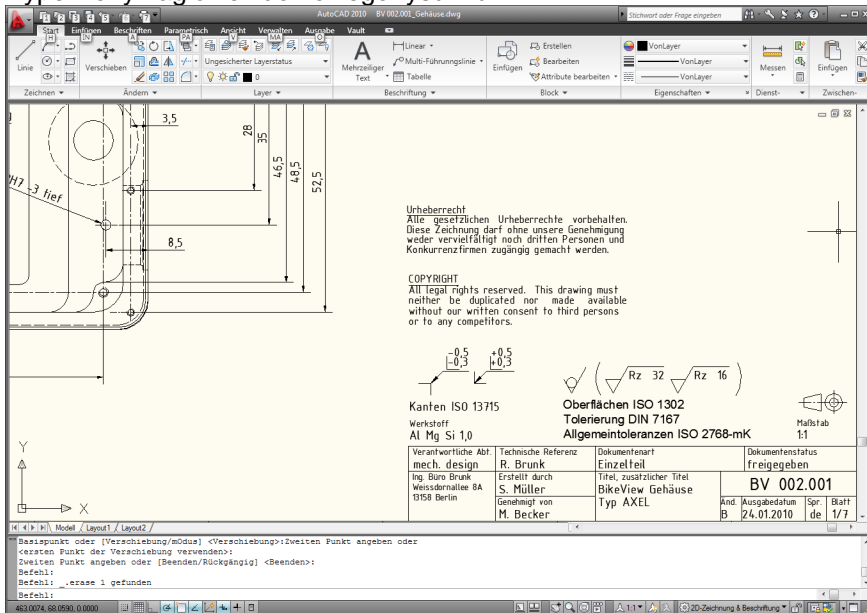 AutoCAD 2010 BV 002.001_Gehäuse.dwg
Stichwort oder Frage eingeben
Start Einfügen Beschriften Parametrisch Ansicht Verwalten Ausgabe Vault
Linie
Verschieben
Ungesicherter Layerstatus
0
Mehrzeiliger Text
Linear
Multi-Führungslinie
Tabelle
Einfügen
Erstellen
Bearbeiten
Attribute bearbeiten
VonLayer
VonLayer
VonLayer
Messen
Einfügen
Zeichnen
Ändern
Layer
Beschriftung
Block
Eigenschaften
Dienst-
Zwischen-
3,5
28
35
46,5
48,5
52,5
H7 -3 tief
8,5
Urheberrecht
Alle gesetzlichen Urheberrechte vorbehalten.
Diese Zeichnung darf ohne unsere Genehmigung
weder vervielfältigt noch dritten Personen und
Konkurrenzfirmen zugängig gemacht werden.
COPYRIGHT
All legal rights reserved. This drawing must
neither be duplicated nor made available
without our written consent to third persons
or to any competitors.
-0,5 +0,5
-0,3 +0,3
Rz 32 Rz 16
Kanten ISO 13715
Oberflächen ISO 1302
Tolerierung DIN 7167
Allgemeintoleranzen ISO 2768-mK
Werkstoff
Al Mg Si 1,0
Maßstab
1:1
Verantwortliche Abt. Technische Referenz Dokumentenart Dokumentenstatus
mech. design R. Brunk Einzelteil freigegeben
Ing. Büro Brunk
Weissdornallee 8A
13158 Berlin
Erstellt durch
S. Müller
Genehmigt von
M. Becker
Titel, zusätzlicher Titel
BikeView Gehäuse
Typ AXEL
BV 002.001
Änd. Ausgabedatum Spr. Blatt
B 24.01.2010 de 1/7
Y
X
Modell Layout1 Layout2
Basispunkt oder [Verschiebung/mOdus] <Verschiebung>:Zweiten Punkt angeben oder
<ersten Punkt der Verschiebung verwenden>:
Zweiten Punkt angeben oder [Beenden/Rückgängig] <Beenden>:
Befehl:
Befehl: _.erase 1 gefunden
Befehl:
463.0074, 68.0590, 0.0000
1:1
2D-Zeichnung & Beschriftung